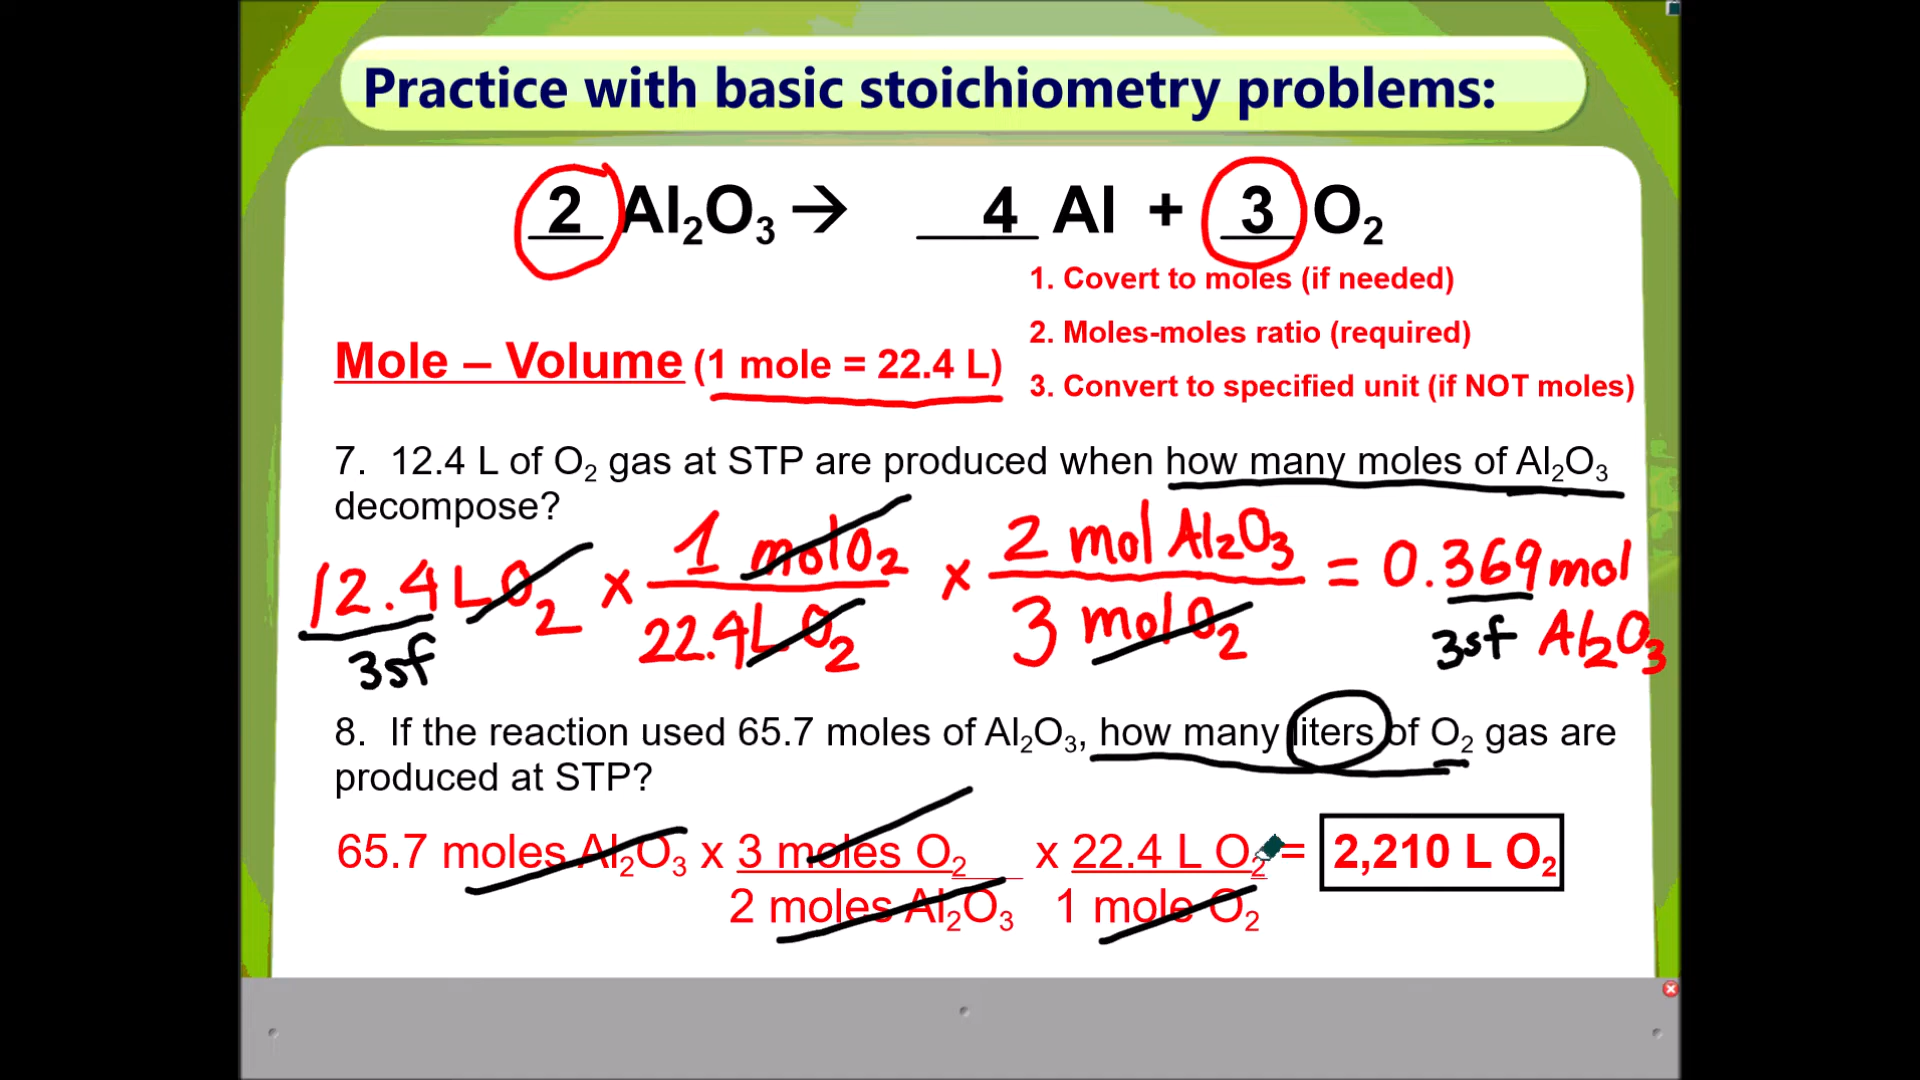 Practice with basic stoichiometry problems:
2 Al₂O₃ → 4 Al + 3 O₂
1. Covert to moles (if needed)
2. Moles-moles ratio (required)
Mole – Volume (1 mole = 22.4 L)
3. Convert to specified unit (if NOT moles)
7. 12.4 L of O₂ gas at STP are produced when how many moles of Al₂O₃
decompose?
12.4 L O₂ x 1 mol O₂ x 2 mol Al₂O₃ = 0.369 mol
22.4 L O₂ 3 mol O₂ Al₂O₃
3sf 3sf
8. If the reaction used 65.7 moles of Al₂O₃, how many liters of O₂ gas are
produced at STP?
65.7 moles Al₂O₃ x 3 moles O₂ x 22.4 L O₂ = 2,210 L O₂
2 moles Al₂O₃ 1 mole O₂